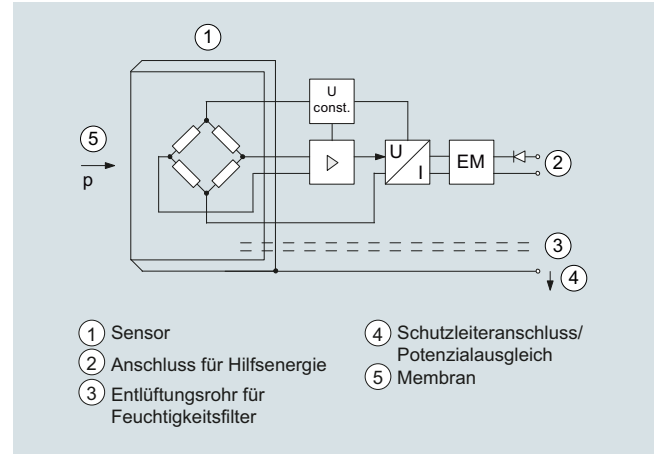 1
U
const.
5
p
U
I
EM
2
3
4
1 Sensor
2 Anschluss für Hilfsenergie
3 Entlüftungsrohr für
Feuchtigkeitsfilter
4 Schutzleiteranschluss/
Potenzialausgleich
5 Membran